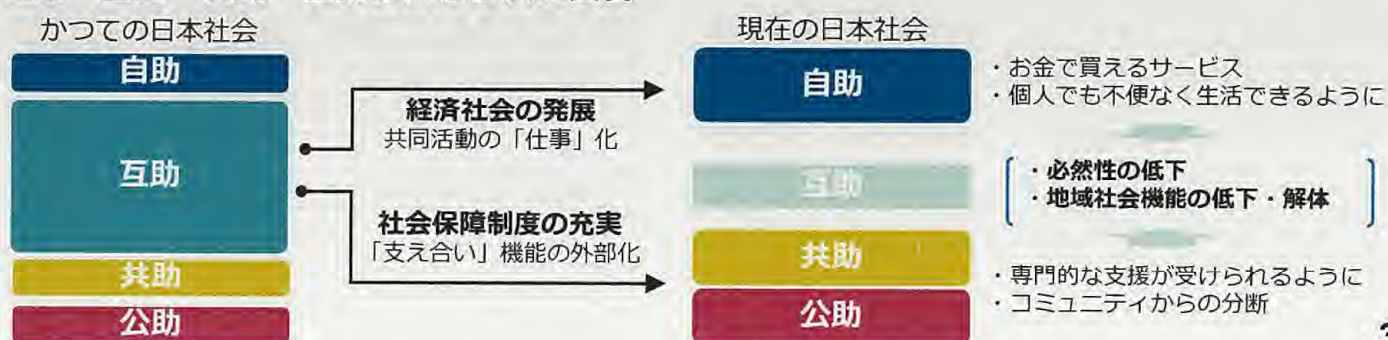 かつての日本社会
自助
互助
共助
公助
経済社会の発展
共同活動の「仕事」化
社会保障制度の充実
「支え合い」機能の外部化
現在の日本社会
自助
互助
共助
公助
・お金で買えるサービス
・個人でも不便なく生活できるように
・必然性の低下
・地域社会機能の低下・解体
・専門的な支援が受けられるように
・コミュニティからの分断